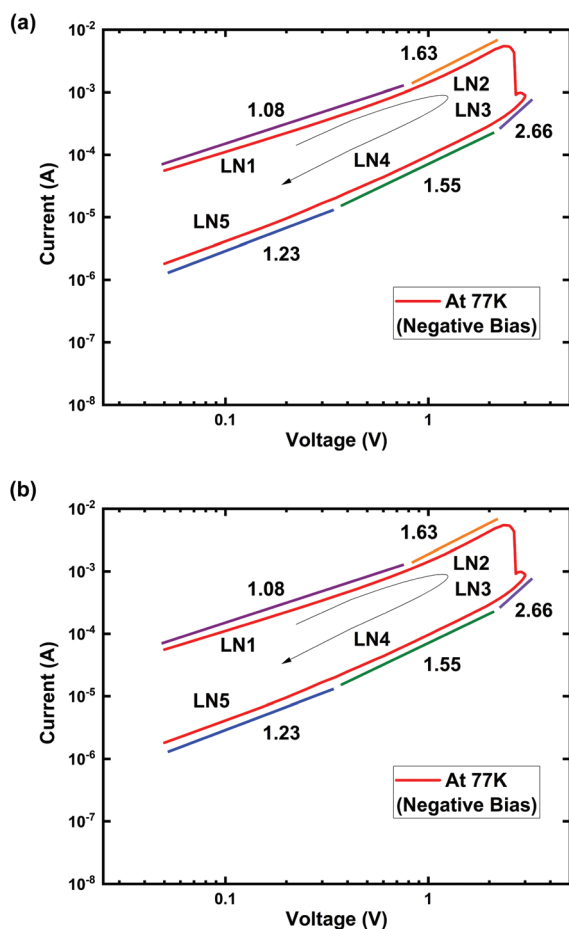 (a)
10⁻²
10⁻³
10⁻⁴
10⁻⁵
10⁻⁶
10⁻⁷
10⁻⁸
Current (A)
1.63
1.08
LN2
LN3
LN1
LN4
2.66
1.55
LN5
1.23
At 77K
(Negative Bias)
0.1
1
Voltage (V)
(b)
10⁻²
10⁻³
10⁻⁴
10⁻⁵
10⁻⁶
10⁻⁷
10⁻⁸
Current (A)
1.63
1.08
LN2
LN3
LN1
LN4
2.66
1.55
LN5
1.23
At 77K
(Negative Bias)
0.1
1
Voltage (V)